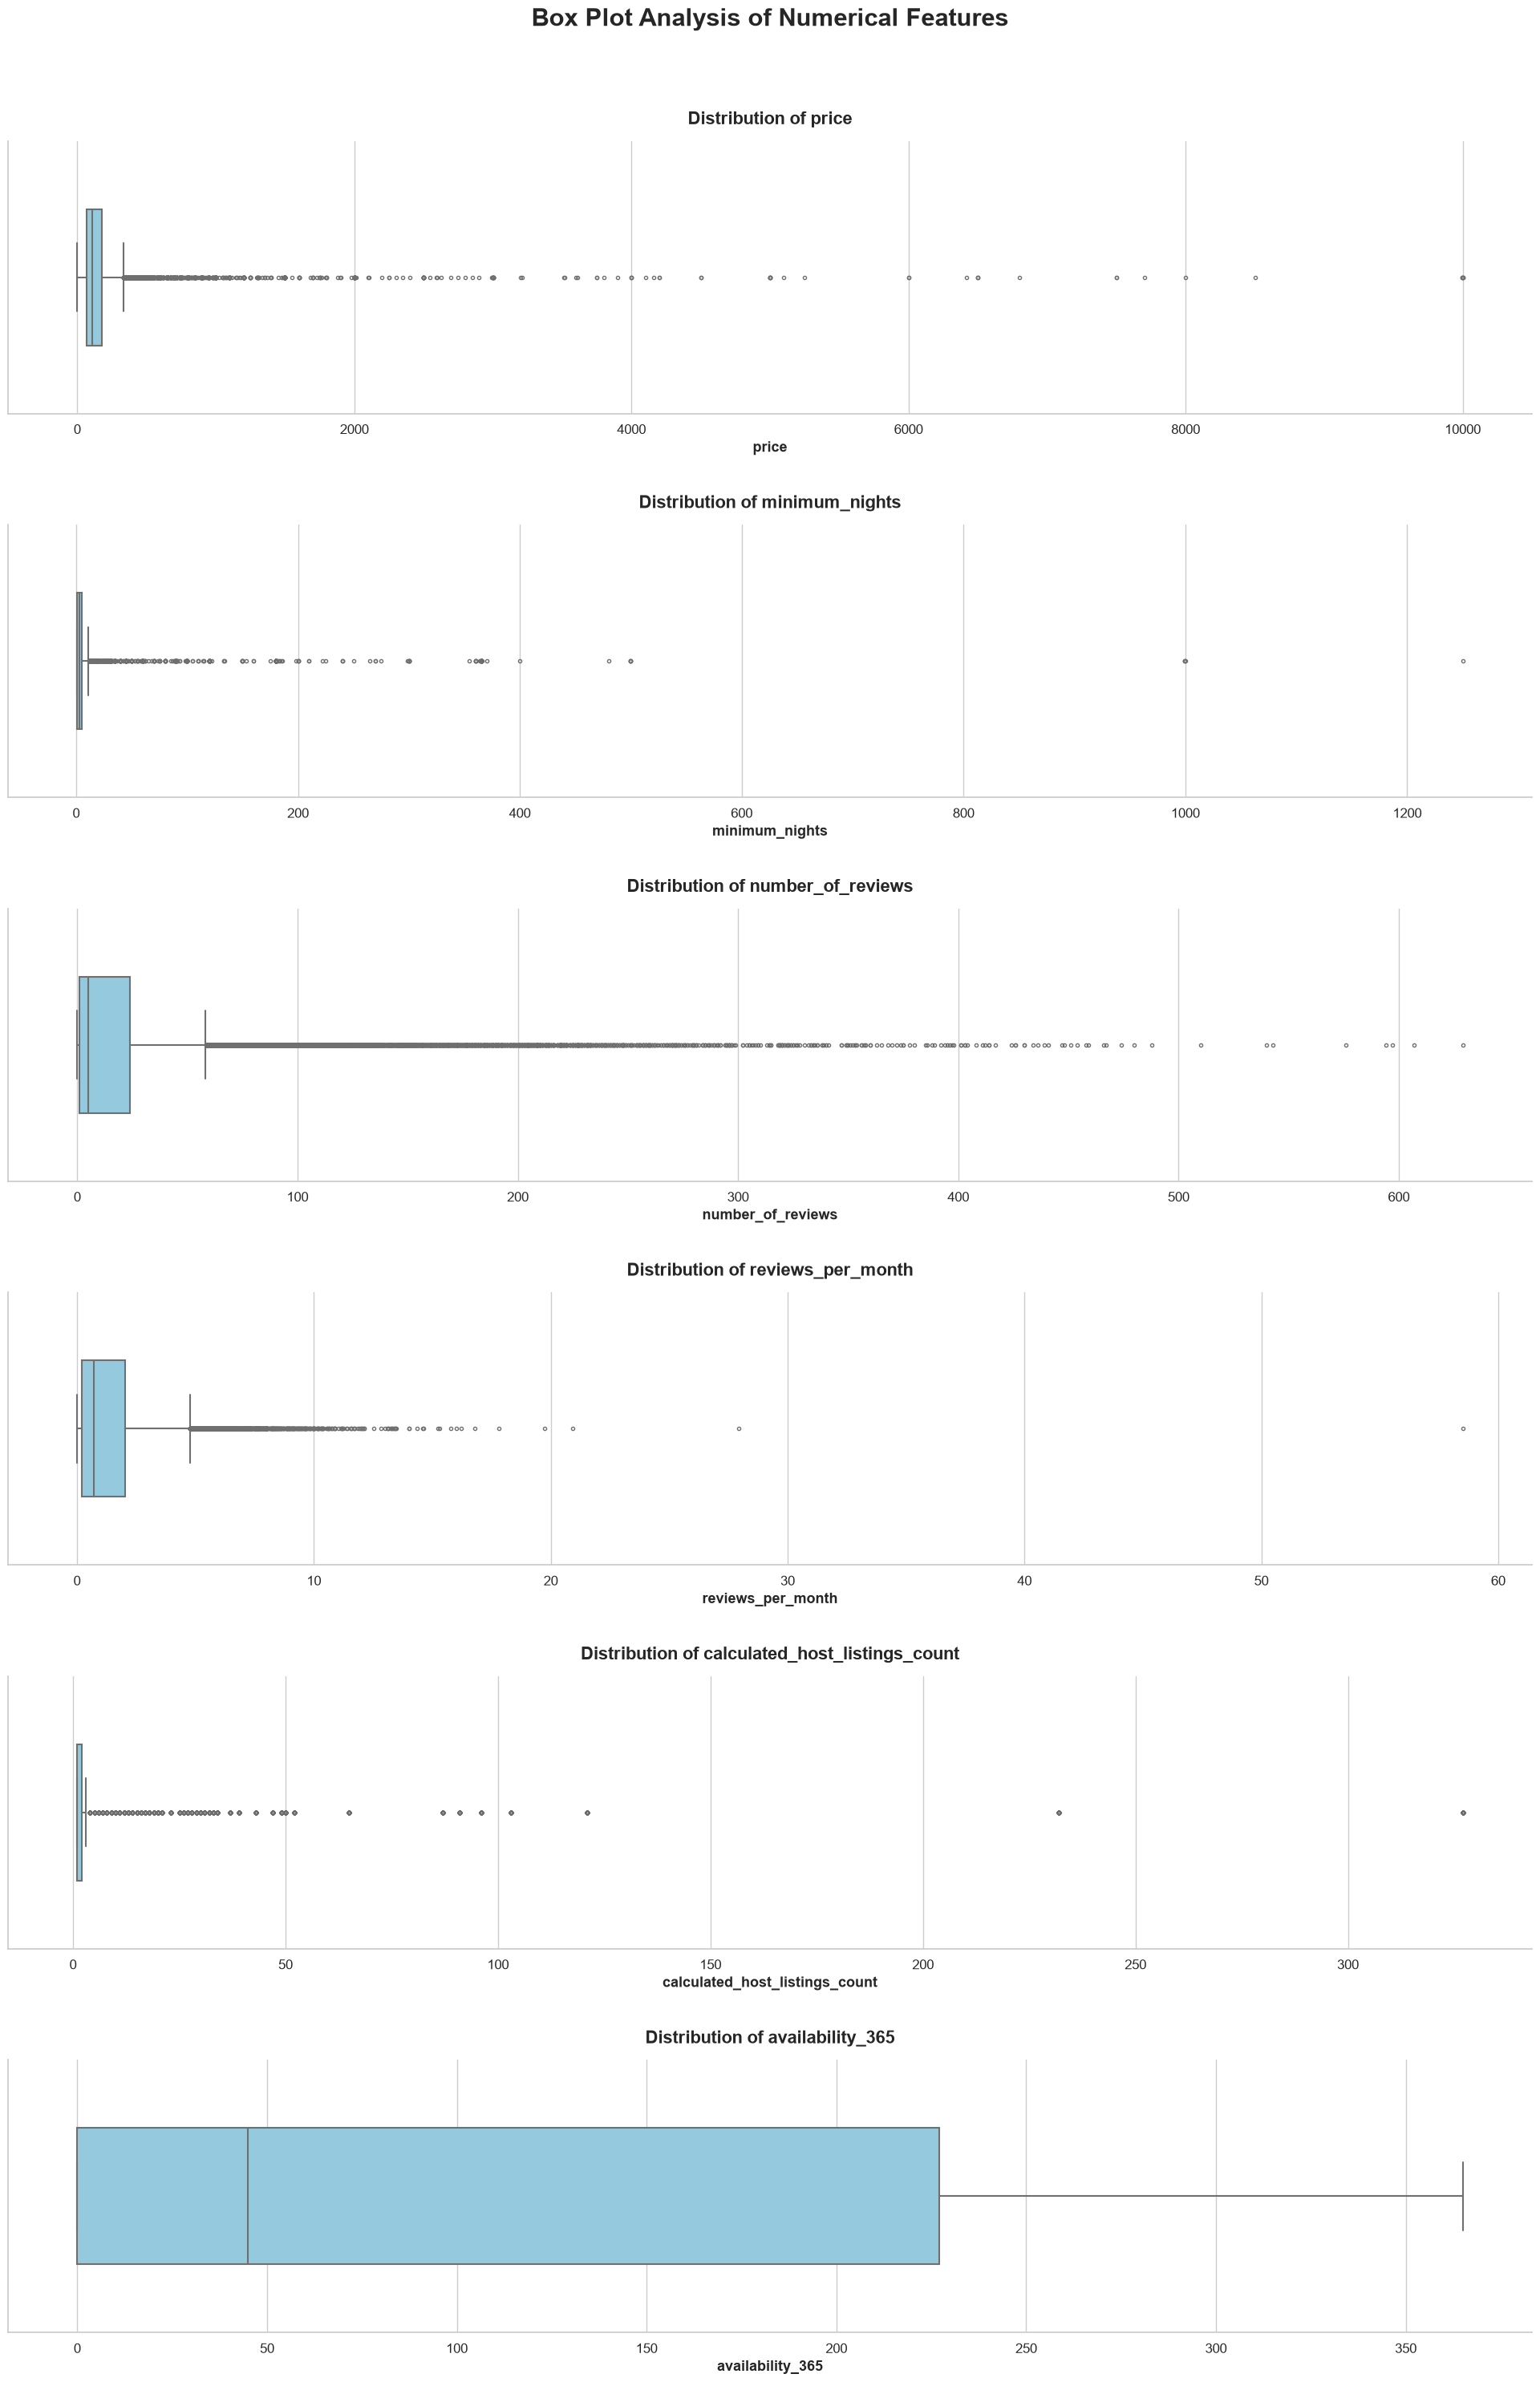 Box Plot Analysis of Numerical Features
Distribution of price
0 2000 4000 6000 8000 10000
price
Distribution of minimum_nights
0 200 400 600 800 1000 1200
minimum_nights
Distribution of number_of_reviews
0 100 200 300 400 500 600
number_of_reviews
Distribution of reviews_per_month
0 10 20 30 40 50 60
reviews_per_month
Distribution of calculated_host_listings_count
0 50 100 150 200 250 300
calculated_host_listings_count
Distribution of availability_365
0 50 100 150 200 250 300 350
availability_365